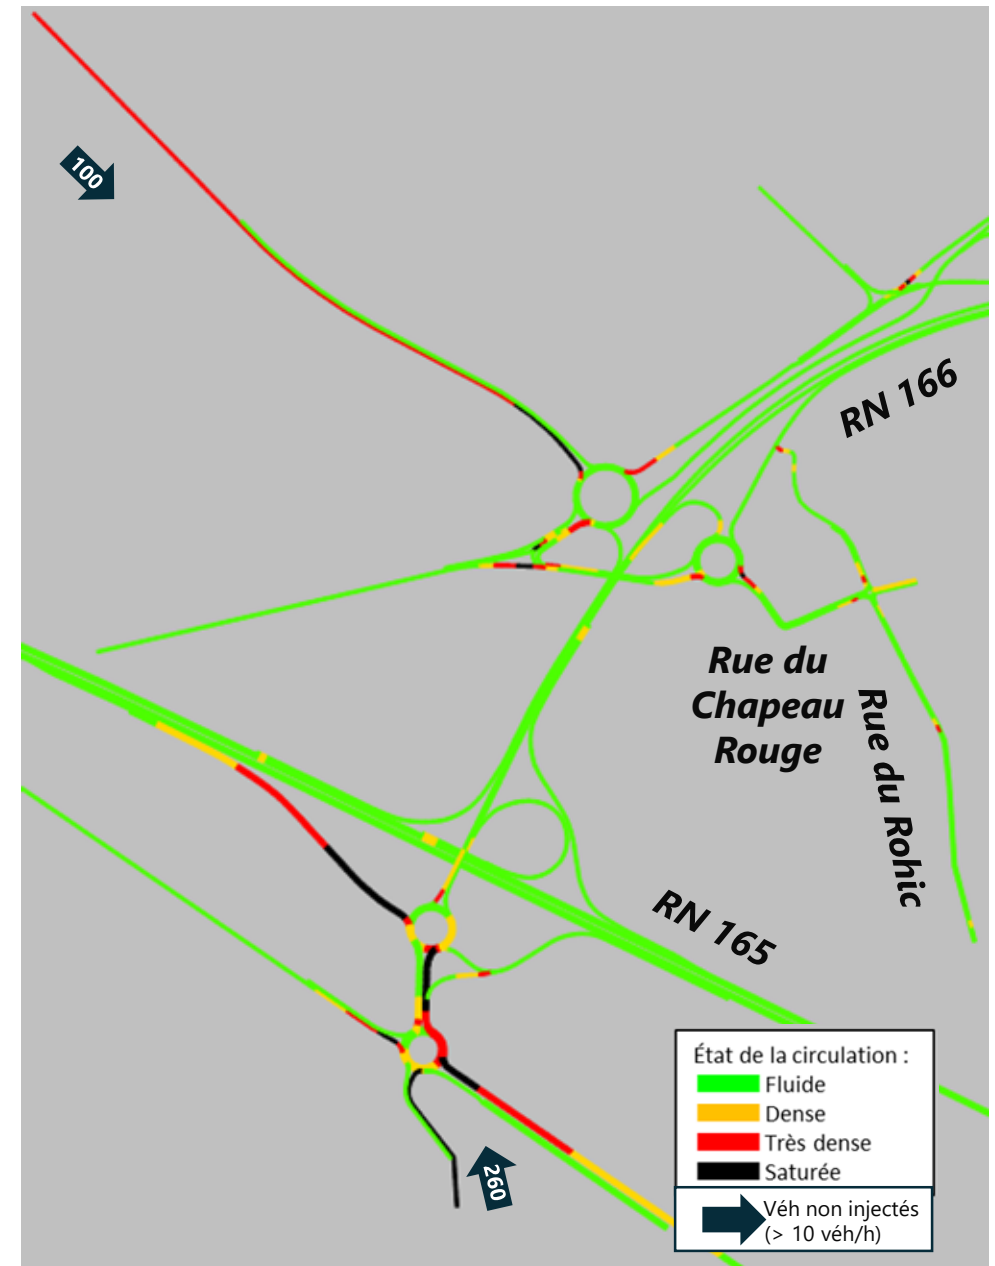 100
RN 166
Rue du
Chapeau
Rouge
Rue du Rohic
RN 165
260
État de la circulation :
Fluide
Dense
Très dense
Saturée
Véh non injectés
(> 10 véh/h)